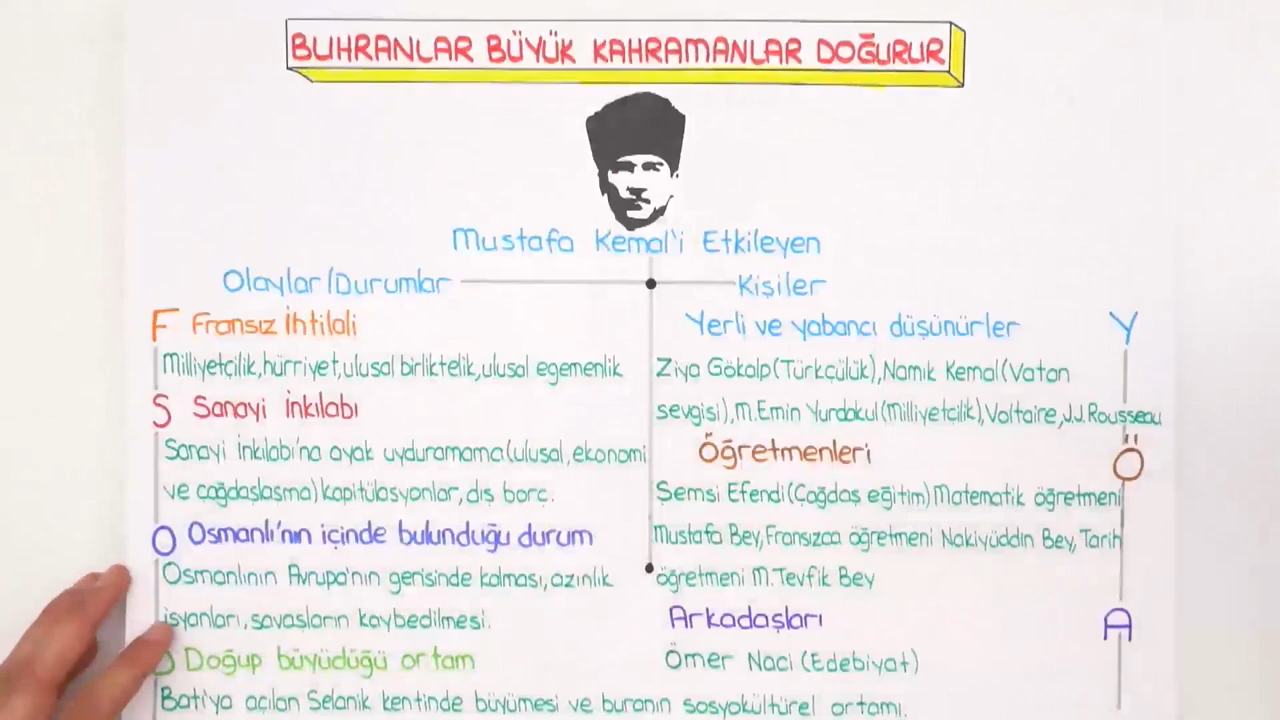 BUHRANLAR BÜYÜK KAHRAMANLAR DOĞURUR
Mustafa Kemal'i Etkileyen
Olaylar/Durumlar
F Fransız İhtilali
Milliyetçilik,hürriyet,ulusal birliktelik,ulusal egemenlik
S Sanayi İnkılabı
Sanayi İnkılabı'na ayak uyduramama(ulusal,ekonomi
ve çağdaşlaşma)kapitülasyonlar,dış borç.
O Osmanlı'nın içinde bulunduğu durum
Osmanlının Avrupa'nın gerisinde kalması,azınlık
isyanları,savaşların kaybedilmesi.
D Doğup büyüdüğü ortam
Batı'ya açılan Selanik kentinde büyümesi ve buranın sosyokültürel ortamı.
Kişiler
Yerli ve yabancı düşünürler Y
Ziya Gökalp(Türkçülük),Namık Kemal(Vatan
sevgisi),M.Emin Yurdakul(Milliyetçilik),Voltaire,J.J.Rousseau
Öğretmenleri Ö
Şemsi Efendi(Çağdaş eğitim)Matematik öğretmeni
Mustafa Bey,Fransızca öğretmeni Nakiyüddin Bey,Tarih
öğretmeni M.Tevfik Bey
Arkadaşları A
Ömer Naci(Edebiyat)